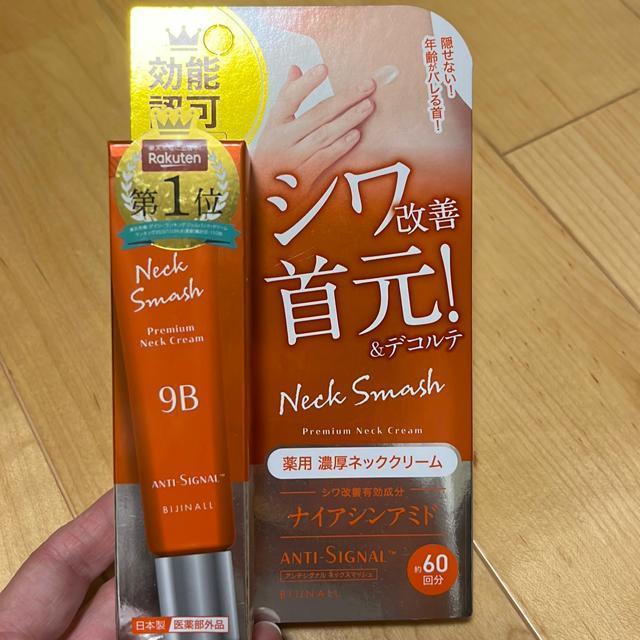 効能
認可
Rakuten
第1位
Neck
Smash
Premium
Neck Cream
9B
ANTI-SIGNAL™
BIJINALL
日本製
医薬部外品
隠せない!
年齢がバレる首!
シワ改善
首元!
&デコルテ
Neck Smash
Premium Neck Cream
薬用 濃厚ネッククリーム
シワ改善有効成分
ナイアシンアミド
ANTI-SIGNAL™
アンチシグナル ネックスマッシュ
BIJINALL
約60
回分